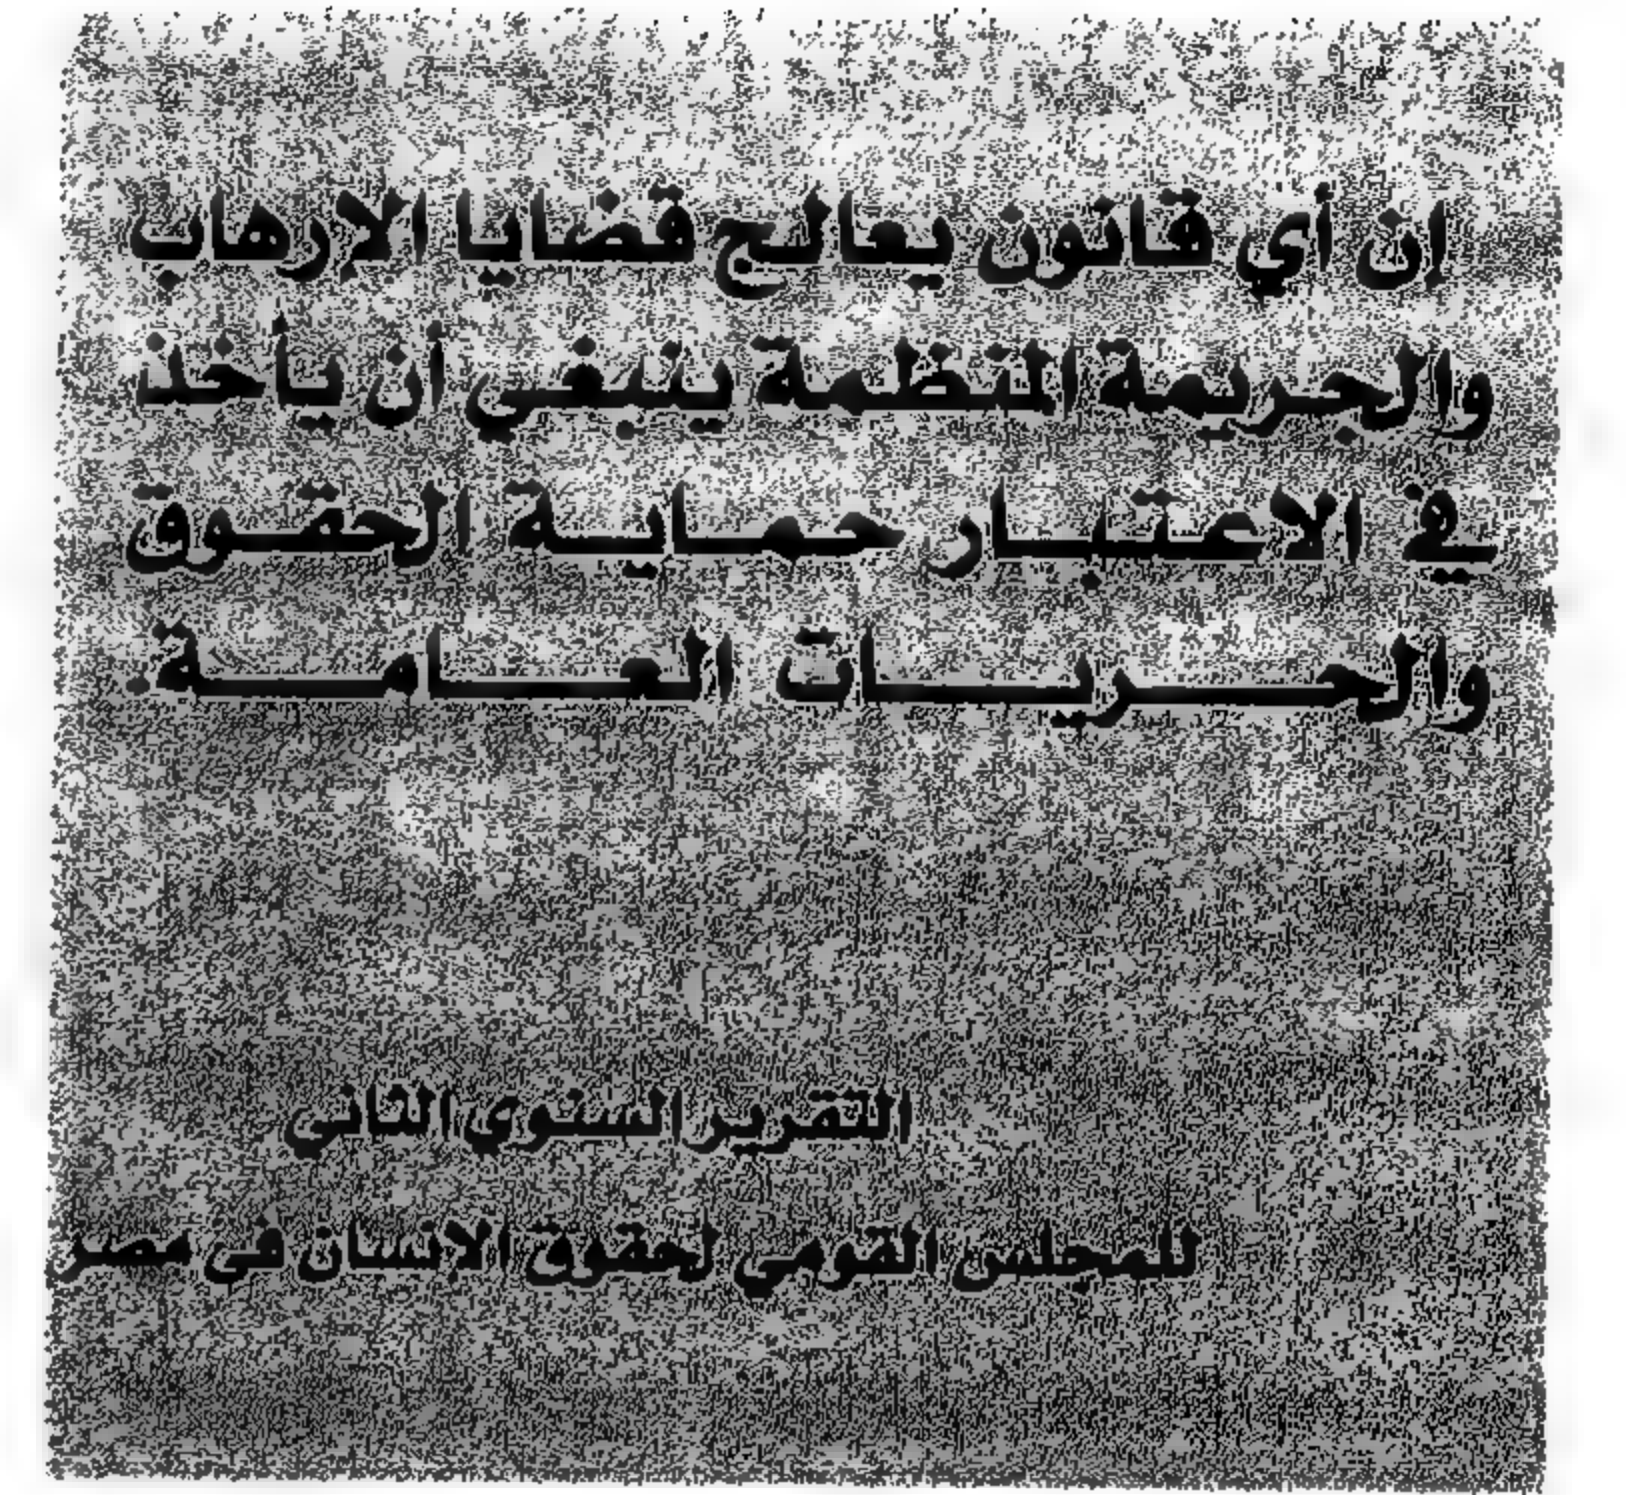 إن أي قانون يعالج قضايا الإرهاب
والجريمة المنظمة ينبغي أن يأخذ
في الاعتبار حماية الحقوق
والحريات العامة.
التقرير السنوي الثاني
للمجلس القومي لحقوق الإنسان في مصر